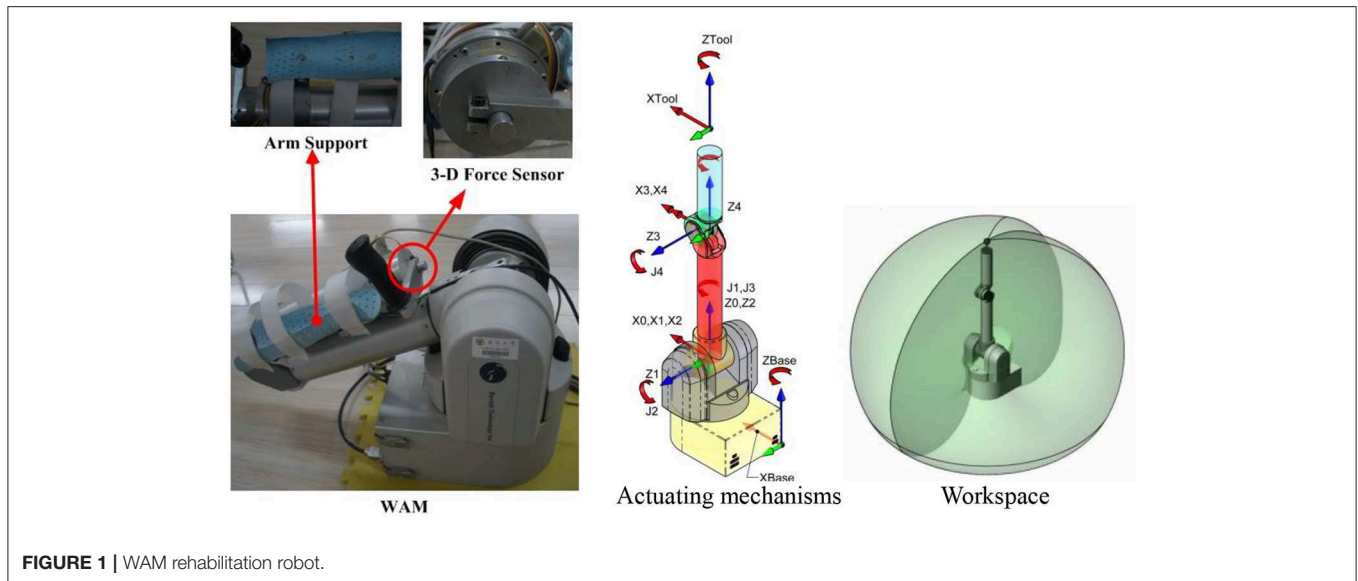 Arm Support
3-D Force Sensor
WAM
ZTool
XTool
X3,X4
Z4
Z3
J4
J1,J3
Z0,Z2
X0,X1,X2
ZBase
Z1
J2
XBase
Actuating mechanisms
Workspace
FIGURE 1 | WAM rehabilitation robot.